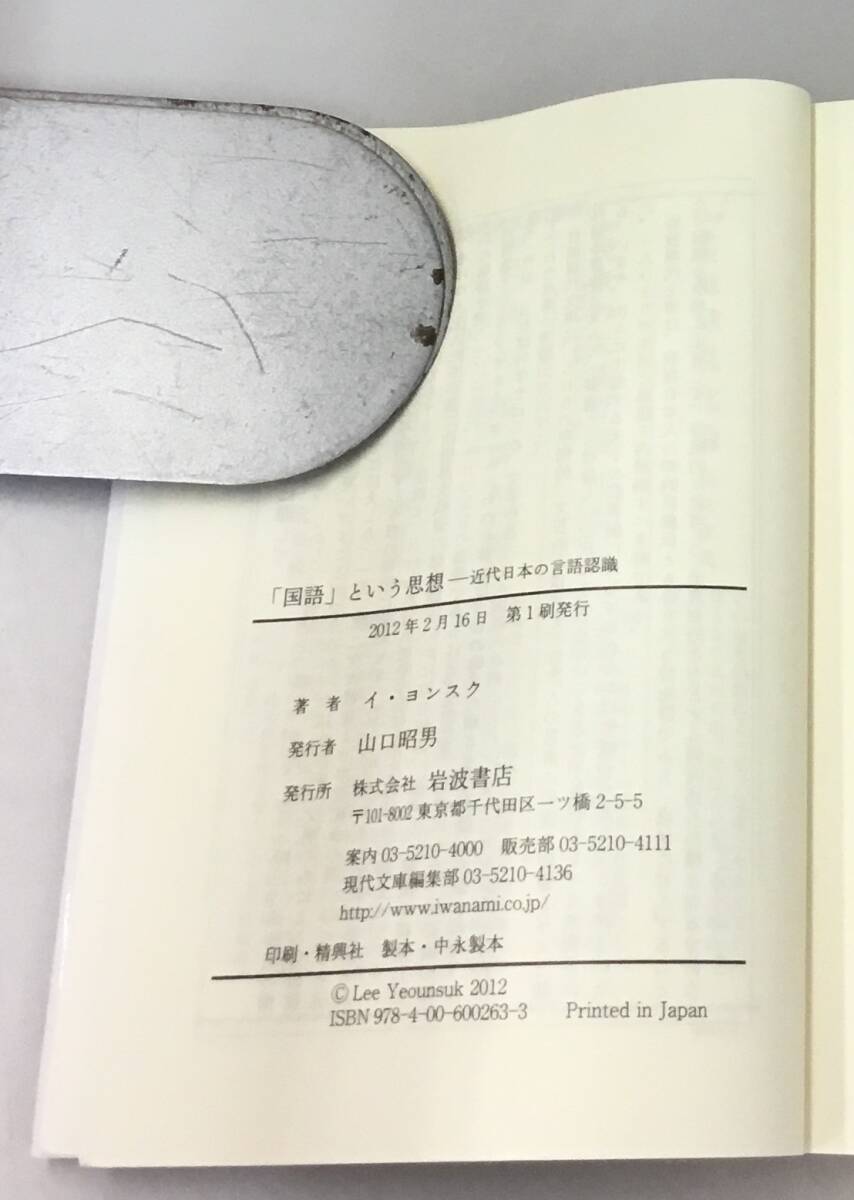 「国語」という思想―近代日本の言語認識
2012年2月16日　第1刷発行
著　者　イ・ヨンスク
発行者　山口昭男
発行所　株式会社 岩波書店
〒101-8002 東京都千代田区一ツ橋 2-5-5
案内 03-5210-4000　販売部 03-5210-4111
現代文庫編集部 03-5210-4136
http://www.iwanami.co.jp/
印刷・精興社　製本・中永製本
© Lee Yeounsuk 2012
ISBN 978-4-00-600263-3　Printed in Japan